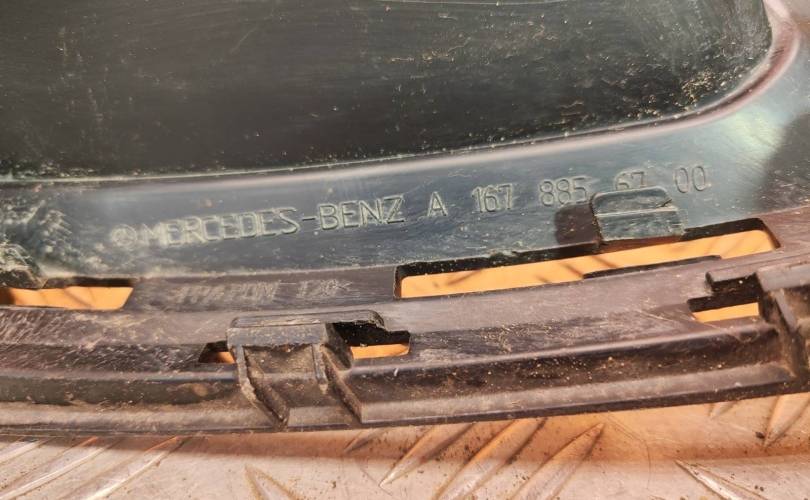 MERCEDES-BENZ A 167 885 67 00